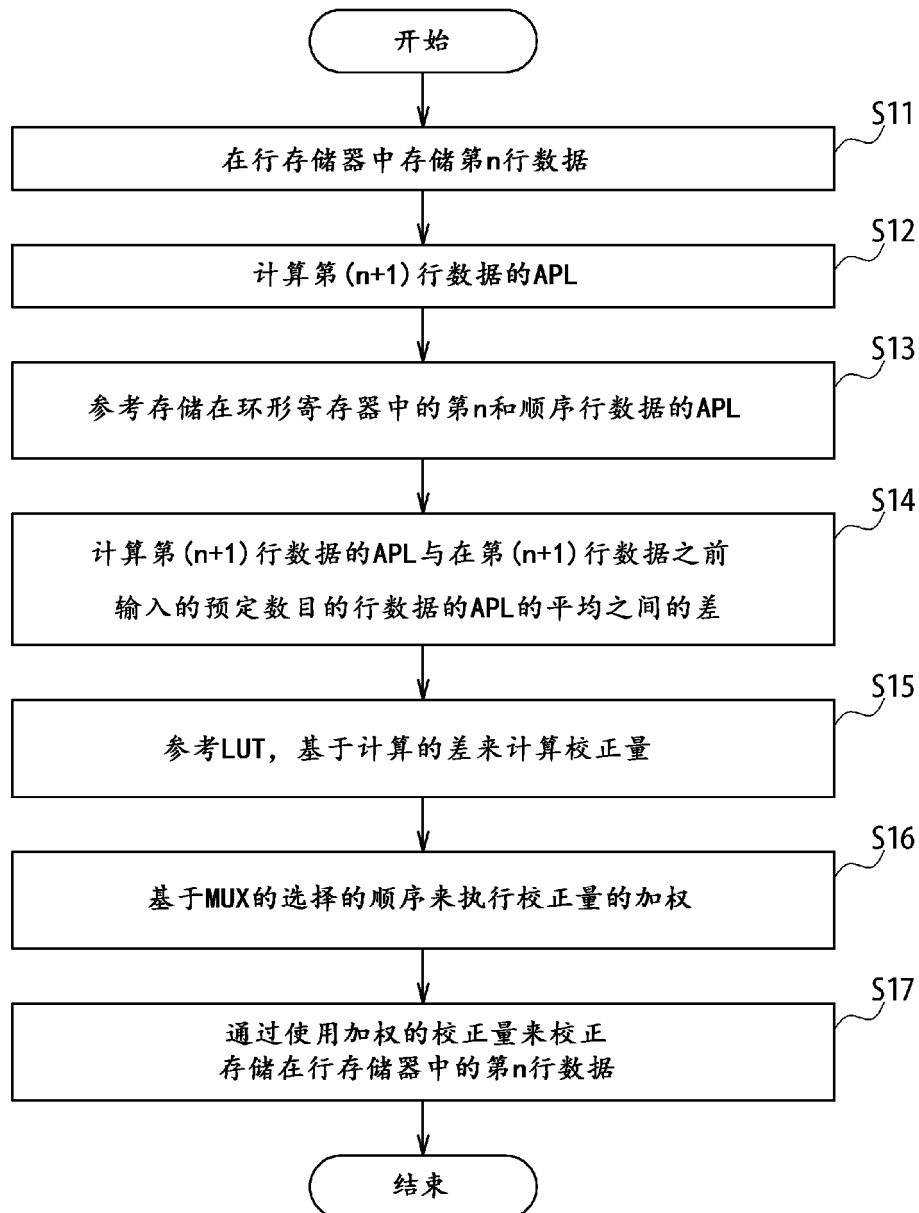 开始
S11
在行存储器中存储第n行数据
S12
计算第(n+1)行数据的APL
S13
参考存储在环形寄存器中的第n和顺序行数据的APL
S14
计算第(n+1)行数据的APL与在第(n+1)行数据之前
输入的预定数目的行数据的APL的平均之间的差
S15
参考LUT，基于计算的差来计算校正量
S16
基于MUX的选择的顺序来执行校正量的加权
S17
通过使用加权的校正量来校正
存储在行存储器中的第n行数据
结束